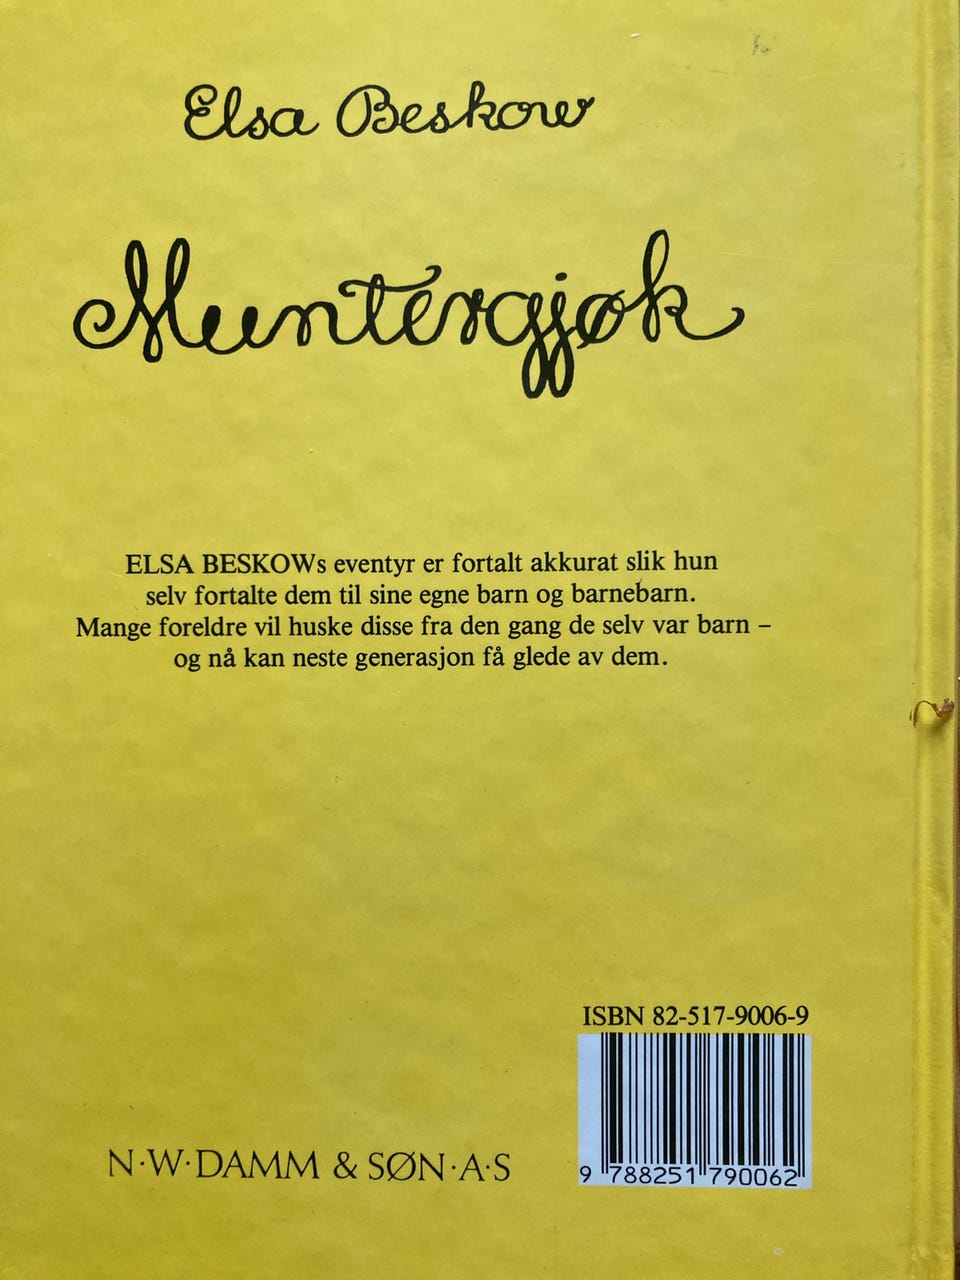 Elsa Beskow
Muntergjøk
ELSA BESKOWs eventyr er fortalt akkurat slik hun
selv fortalte dem til sine egne barn og barnebarn.
Mange foreldre vil huske disse fra den gang de selv var barn –
og nå kan neste generasjon få glede av dem.
ISBN 82-517-9006-9
9 788251 790062
N·W·DAMM & SØN·A·S